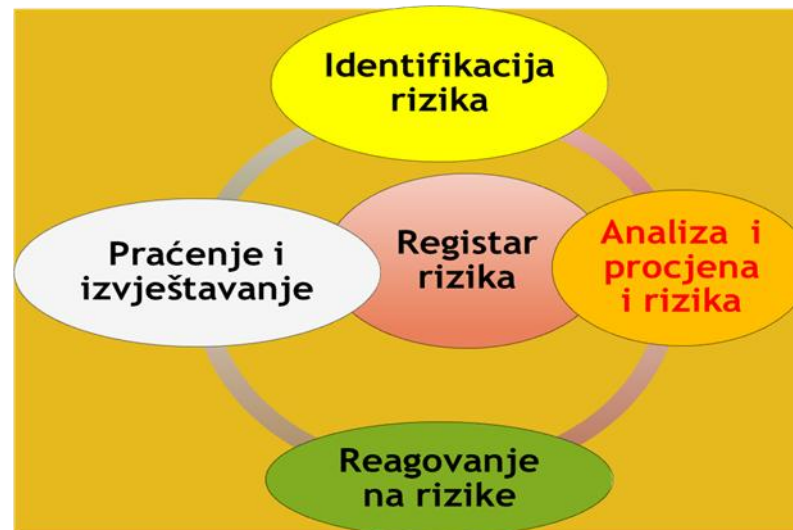 Identifikacija
rizika
Praćenje i
izvještavanje
Registar
rizika
Analiza i
procjena
i rizika
Reagovanje
na rizike